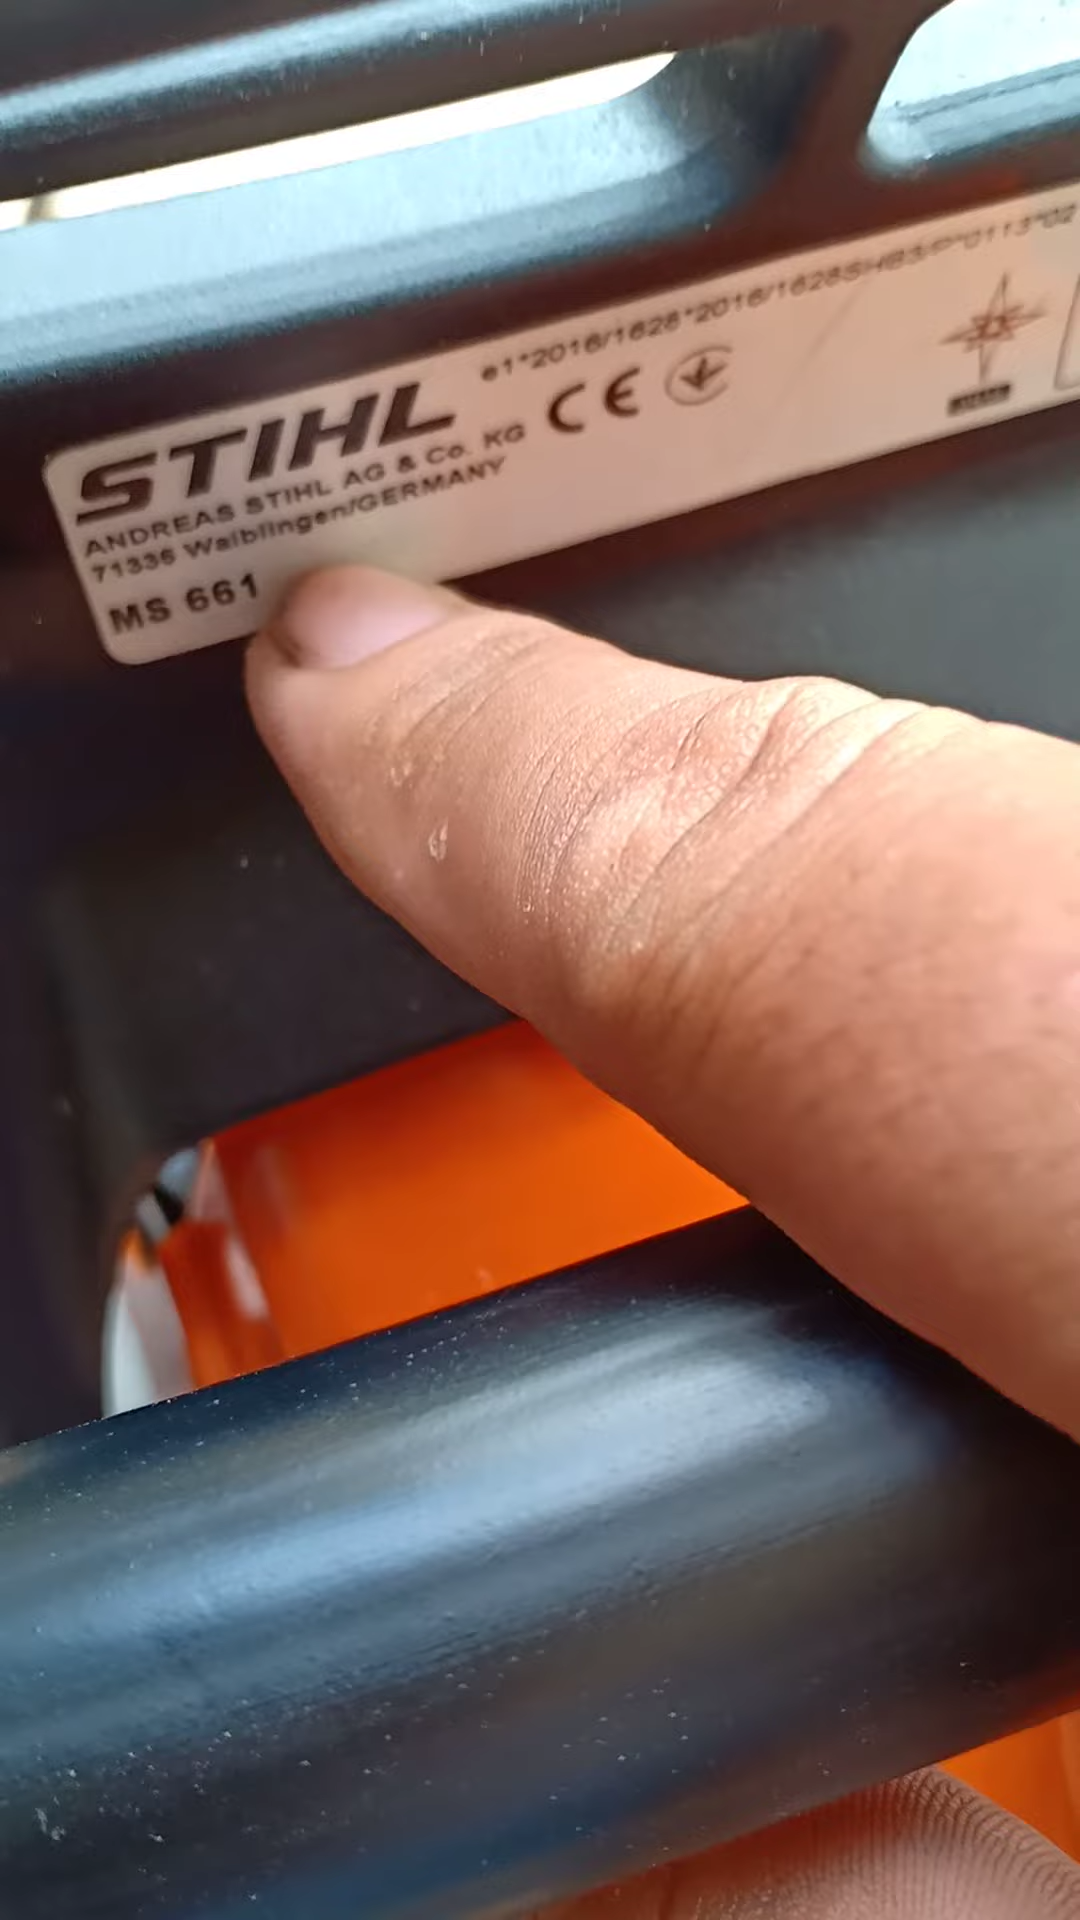 e1*2016/1628*2016/1628SHB3/P*0113*02
STIHL
CE
ANDREAS STIHL AG & Co. KG
71336 Waiblingen/GERMANY
MS 661